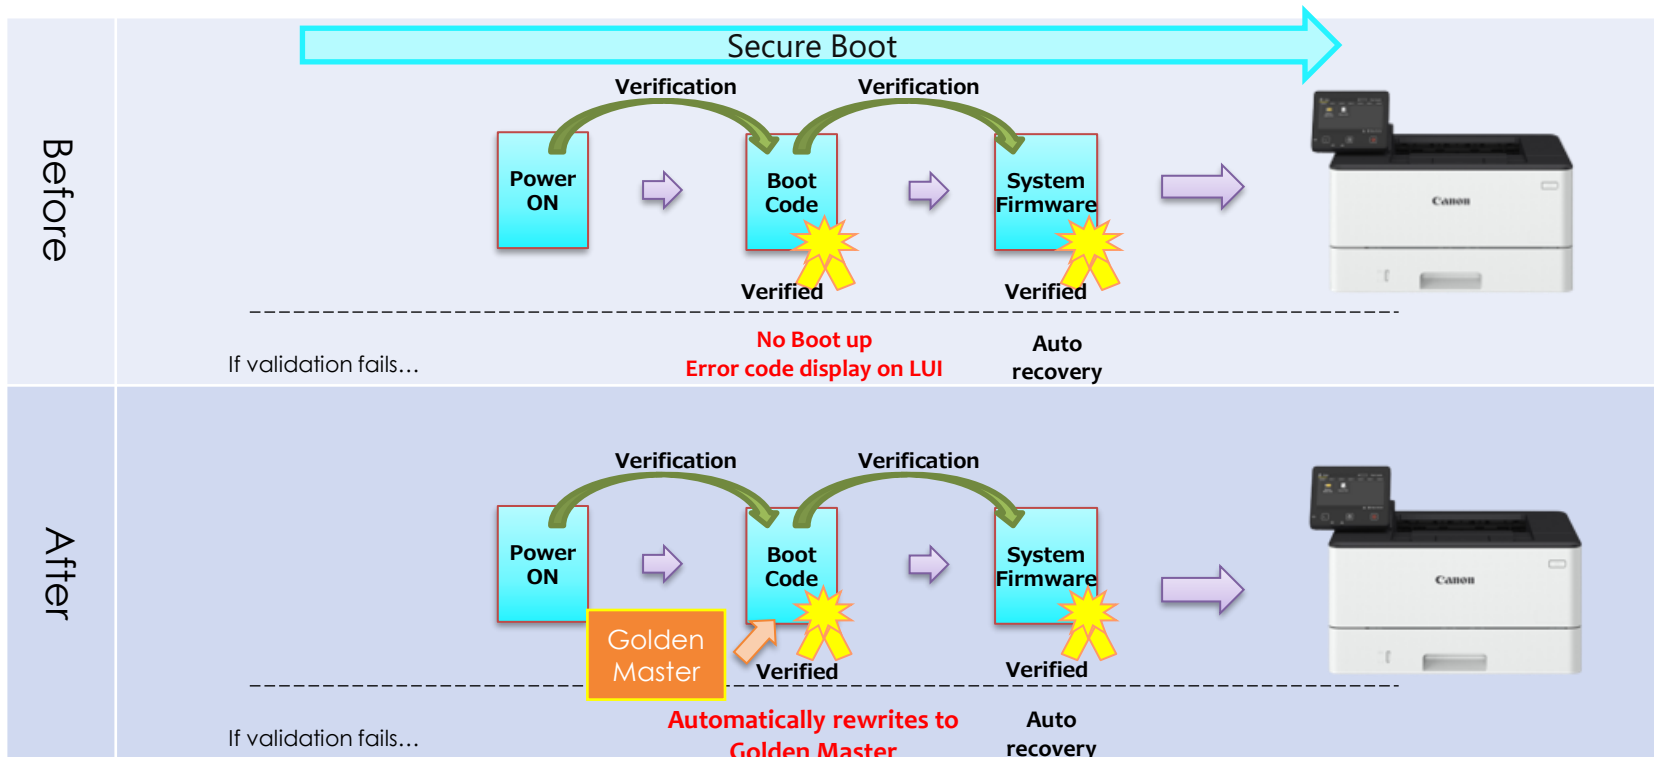 Secure Boot
Before
Verification
Verification
Power
ON
Boot
Code
System
Firmware
Canon
Verified
Verified
If validation fails…
No Boot up
Error code display on LUI
Auto
recovery
After
Verification
Verification
Power
ON
Boot
Code
System
Firmware
Canon
Golden
Master
Verified
Verified
If validation fails…
Automatically rewrites to
Golden Master
Auto
recovery